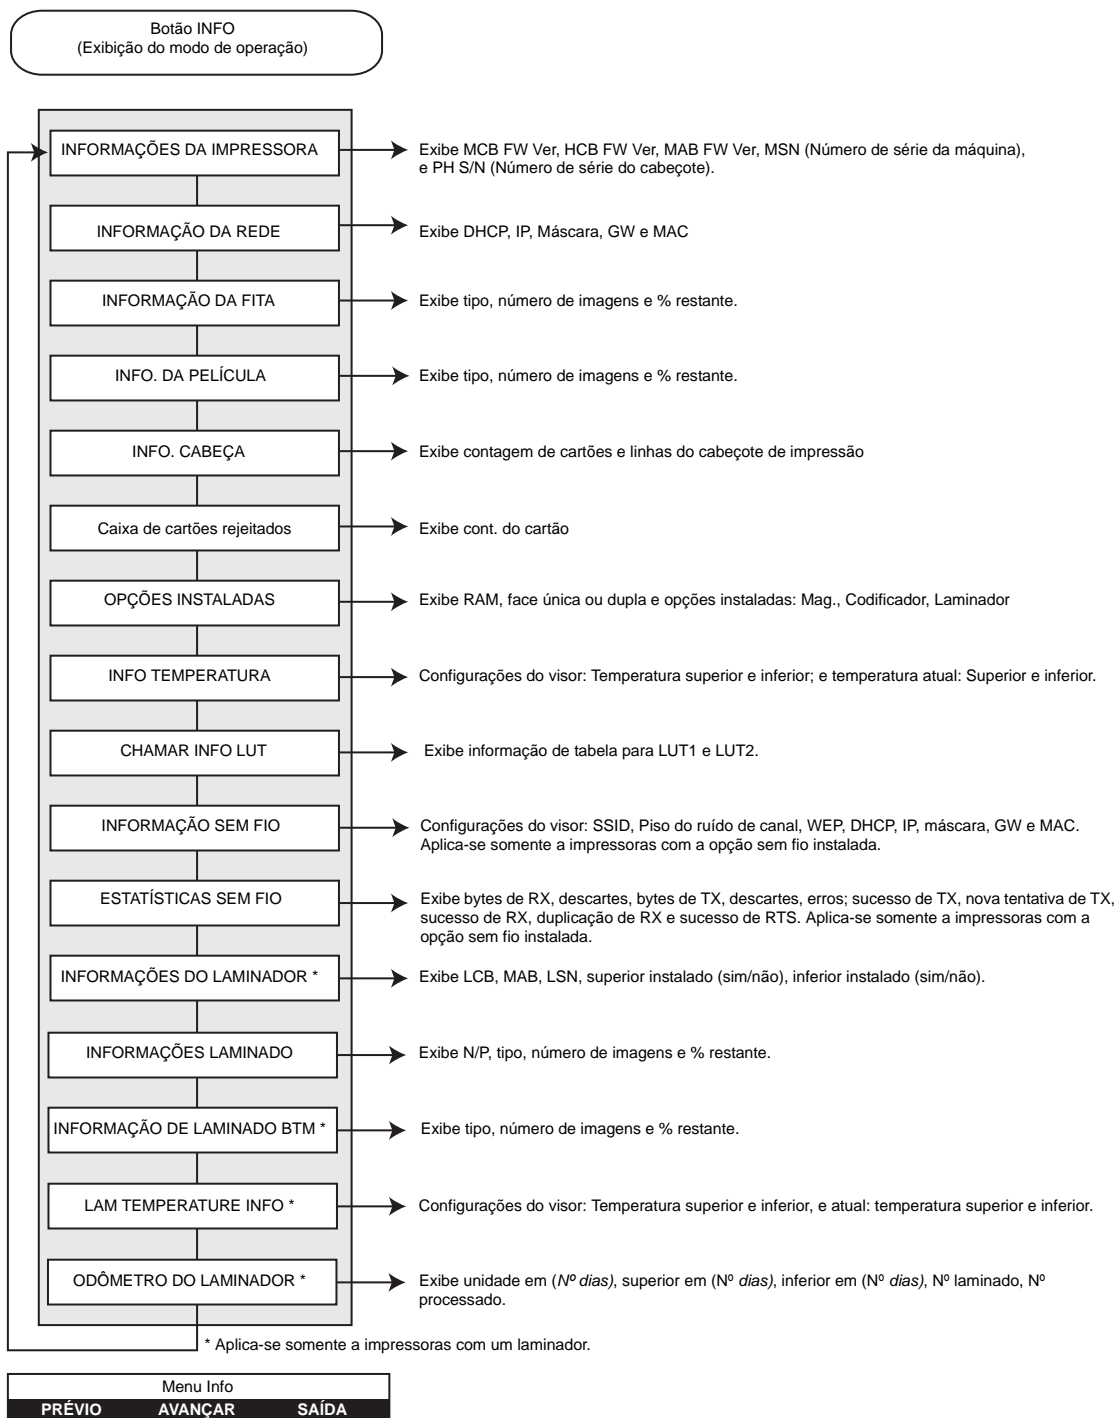 Botão INFO
(Exibição do modo de operação)
INFORMAÇÕES DA IMPRESSORA
Exibe MCB FW Ver, HCB FW Ver, MAB FW Ver, MSN (Número de série da máquina),
e PH S/N (Número de série do cabeçote).
INFORMAÇÃO DA REDE
Exibe DHCP, IP, Máscara, GW e MAC
INFORMAÇÃO DA FITA
Exibe tipo, número de imagens e % restante.
INFO. DA PELÍCULA
Exibe tipo, número de imagens e % restante.
INFO. CABEÇA
Exibe contagem de cartões e linhas do cabeçote de impressão
Caixa de cartões rejeitados
Exibe cont. do cartão
OPÇÕES INSTALADAS
Exibe RAM, face única ou dupla e opções instaladas: Mag., Codificador, Laminador
INFO TEMPERATURA
Configurações do visor: Temperatura superior e inferior; e temperatura atual: Superior e inferior.
CHAMAR INFO LUT
Exibe informação de tabela para LUT1 e LUT2.
INFORMAÇÃO SEM FIO
Configurações do visor: SSID, Piso do ruído de canal, WEP, DHCP, IP, máscara, GW e MAC.
Aplica-se somente a impressoras com a opção sem fio instalada.
ESTATÍSTICAS SEM FIO
Exibe bytes de RX, descartes, bytes de TX, descartes, erros; sucesso de TX, nova tentativa de TX,
sucesso de RX, duplicação de RX e sucesso de RTS. Aplica-se somente a impressoras com a
opção sem fio instalada.
INFORMAÇÕES DO LAMINADOR *
Exibe LCB, MAB, LSN, superior instalado (sim/não), inferior instalado (sim/não).
INFORMAÇÕES LAMINADO
Exibe N/P, tipo, número de imagens e % restante.
INFORMAÇÃO DE LAMINADO BTM *
Exibe tipo, número de imagens e % restante.
LAM TEMPERATURE INFO *
Configurações do visor: Temperatura superior e inferior, e atual: temperatura superior e inferior.
ODÔMETRO DO LAMINADOR *
Exibe unidade em (Nº dias), superior em (Nº dias), inferior em (Nº dias), Nº laminado, Nº
processado.
* Aplica-se somente a impressoras com um laminador.
Menu Info
PRÉVIO AVANÇAR SAÍDA